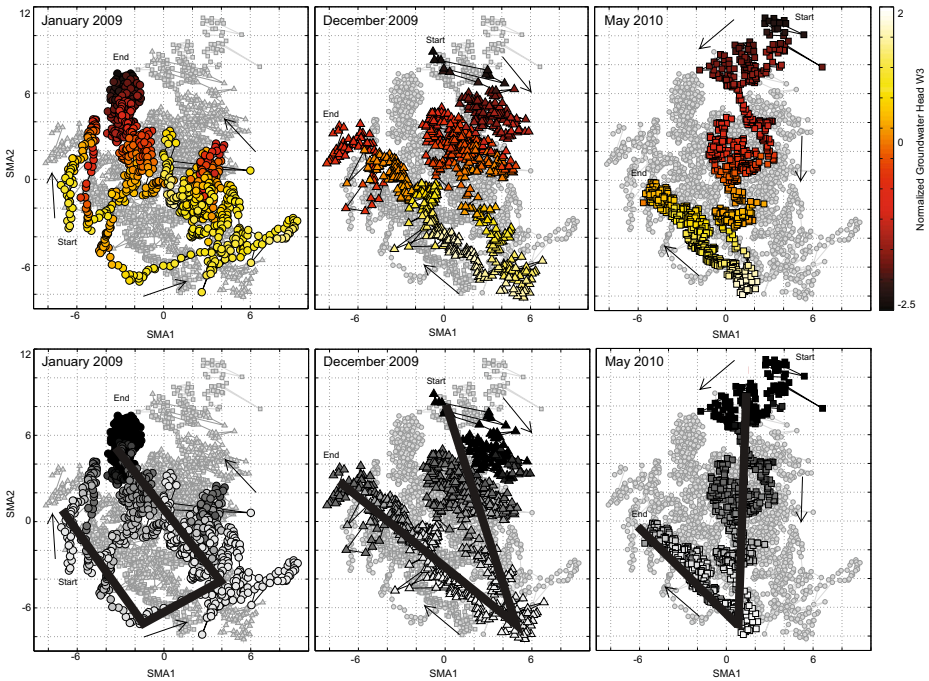 January 2009
December 2009
May 2010
12
6
0
-6
SMA2
Start
End
Start
End
Start
End
-6
0
6
-6
0
6
-6
0
6
SMA1
SMA1
SMA1
2
0
-2.5
Normalized Groundwater Head W3
January 2009
December 2009
May 2010
12
6
0
-6
SMA2
Start
End
Start
End
Start
End
-6
0
6
-6
0
6
-6
0
6
SMA1
SMA1
SMA1